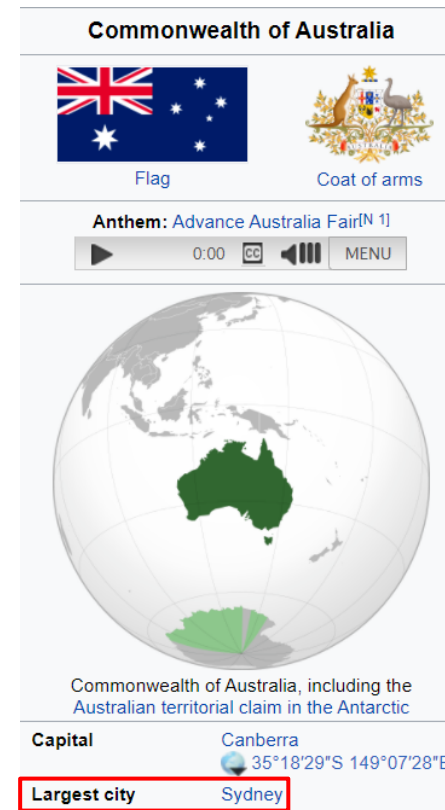 Commonwealth of Australia
Flag
Coat of arms
Anthem: Advance Australia Fair[N 1]
0:00 CC MENU
Commonwealth of Australia, including the
Australian territorial claim in the Antarctic
Capital Canberra
35°18′29″S 149°07′28″E
Largest city Sydney